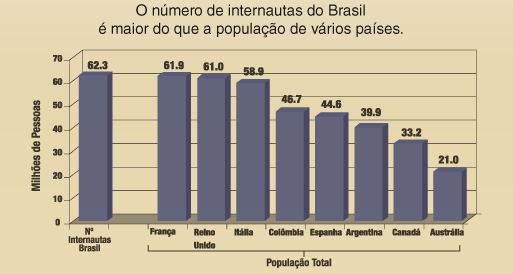 O número de internautas do Brasil
é maior do que a população de vários países.
Milhões de Pessoas
70
60
50
40
30
20
10
0
62.3
61.9
61.0
58.9
46.7
44.6
39.9
33.2
21.0
Nº
Internautas
Brasil
França
Reino
Unido
Itália
Colômbia
Espanha
Argentina
Canadá
Austrália
População Total